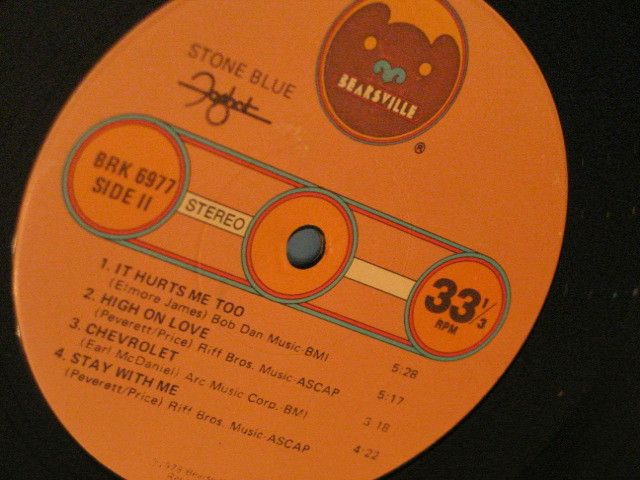 BEARSVILLE
®
STONE BLUE
Foghat
BRK 6977
SIDE II
STEREO
33 1/3
RPM
1. IT HURTS ME TOO
(Elmore James) Bob Dan Music-BMI 5:28
2. HIGH ON LOVE
(Peverett/Price) Riff Bros. Music-ASCAP 5:17
3. CHEVROLET
(Earl McDaniel) Arc Music Corp. BMI 3:18
4. STAY WITH ME
(Peverett/Price) Riff Bros. Music-ASCAP 4:22